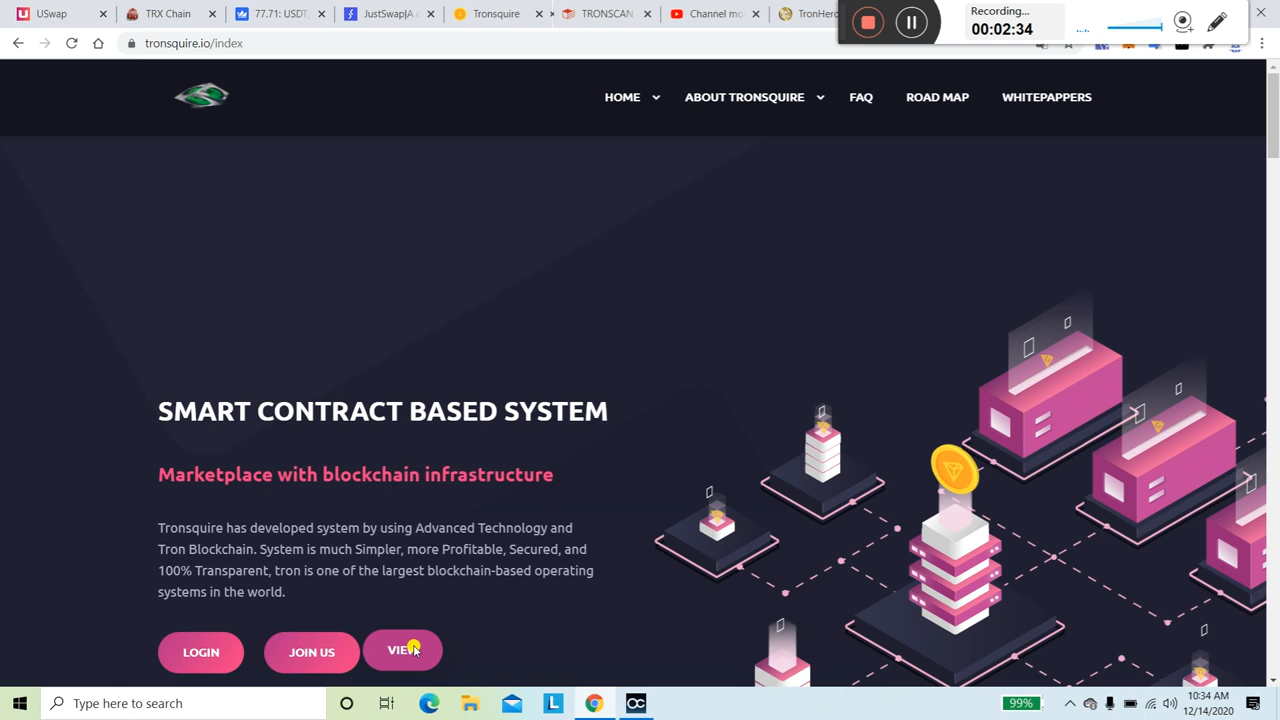 USwap
TRX Chain
77.71: USDT
JustSwap
Tronsquire
TRONSCAN
Channel mo
TronHero
Recording...
00:02:34
tronsquire.io/index
HOME
ABOUT TRONSQUIRE
FAQ
ROAD MAP
WHITEPAPPERS
SMART CONTRACT BASED SYSTEM
Marketplace with blockchain infrastructure
Tronsquire has developed system by using Advanced Technology and
Tron Blockchain. System is much Simpler, more Profitable, Secured, and
100% Transparent, tron is one of the largest blockchain-based operating
systems in the world.
LOGIN
JOIN US
VIEW
Type here to search
L
CC
99%
10:34 AM
12/14/2020